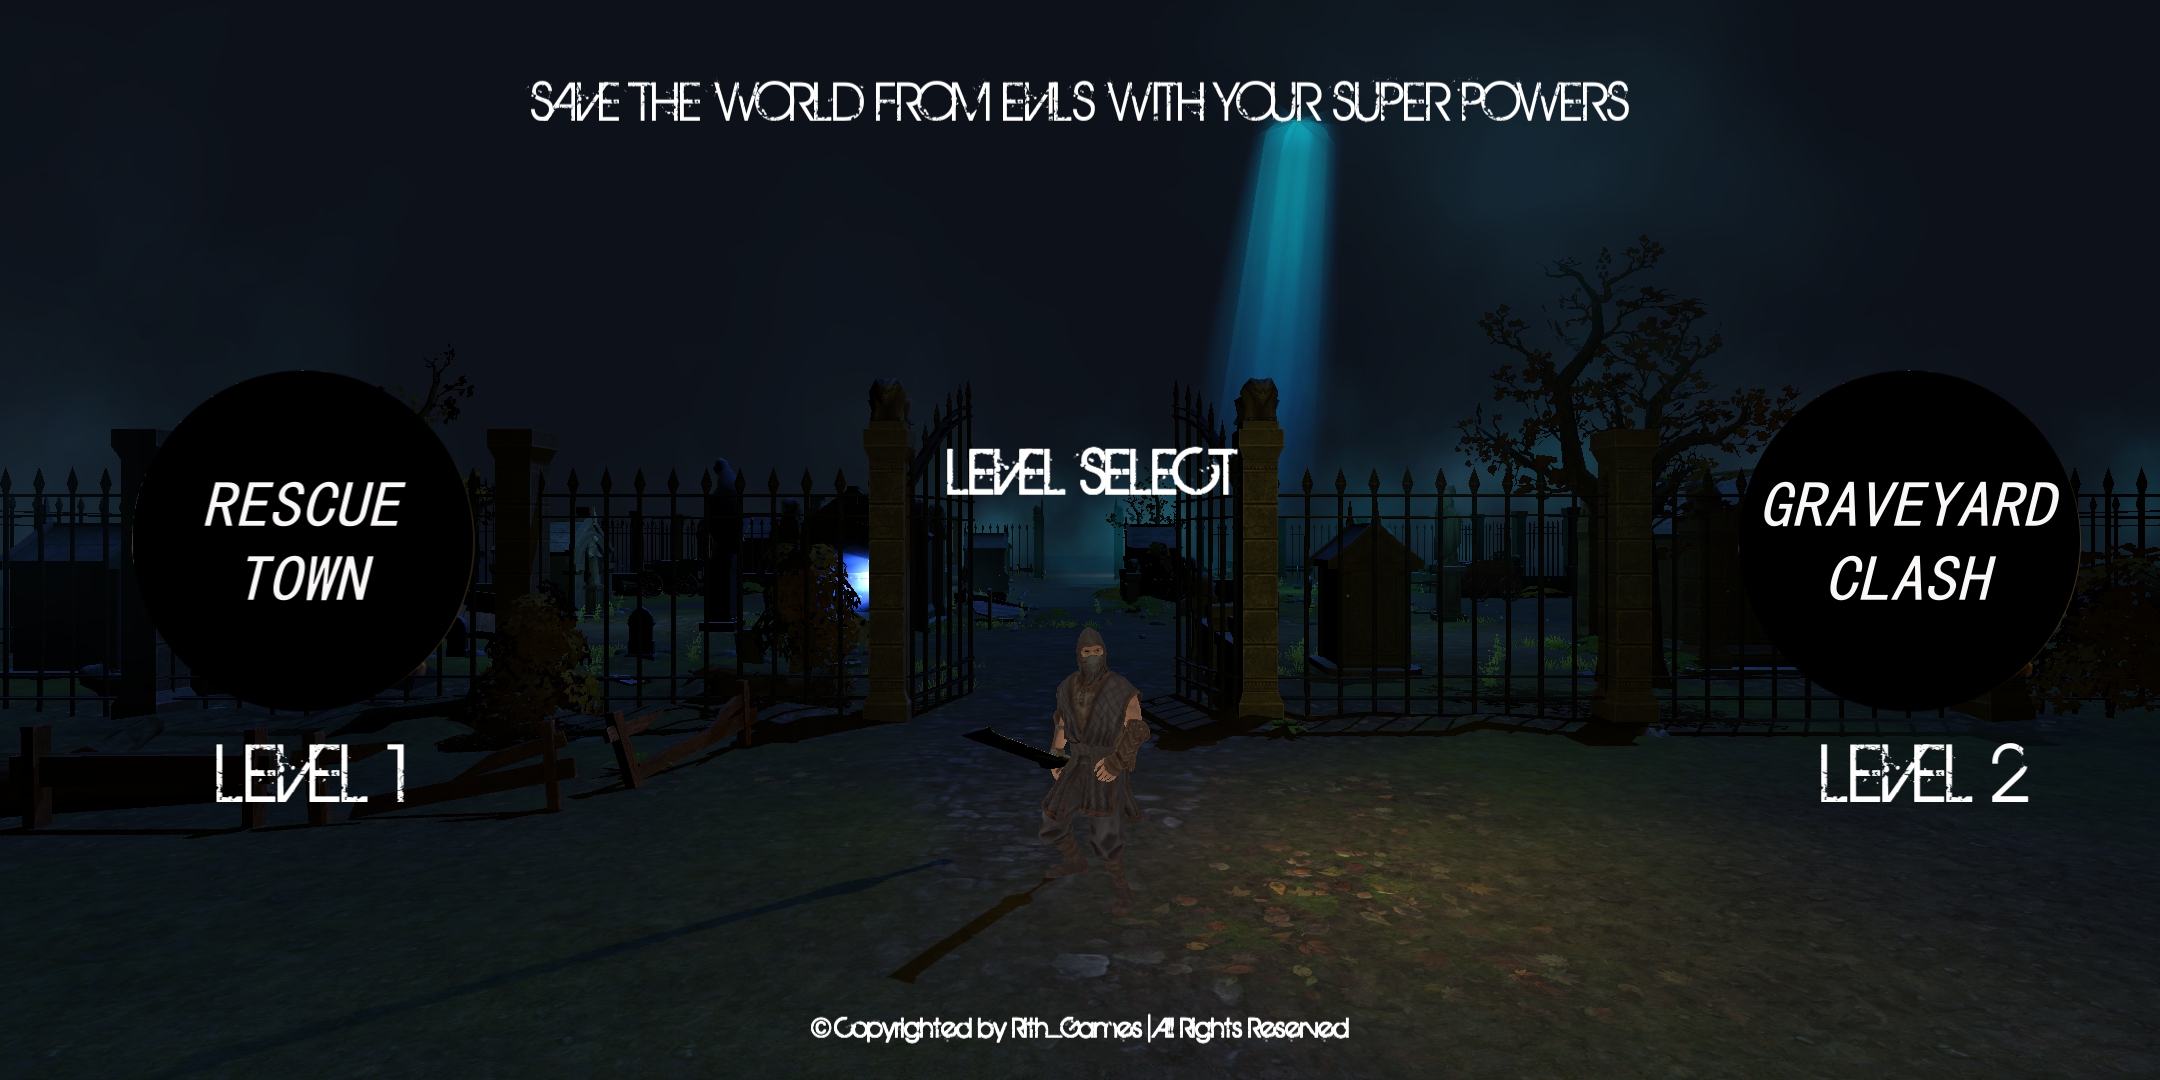 SAVE THE WORLD FROM EVILS WITH YOUR SUPER POWERS
LEVEL SELECT
RESCUE
TOWN
LEVEL 1
GRAVEYARD
CLASH
LEVEL 2
© Copyrighted by Rith_Games | All Rights Reserved